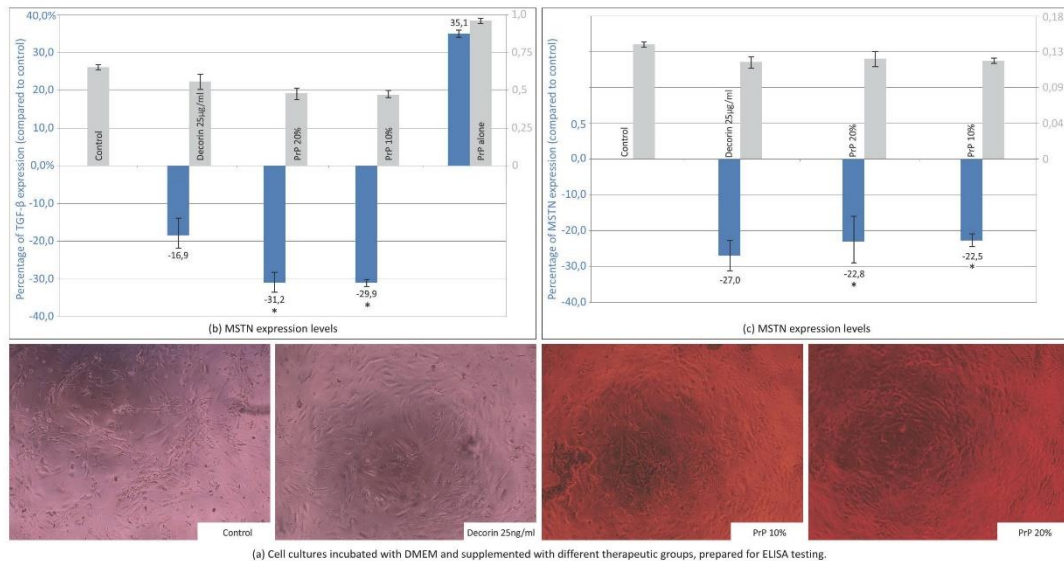 Percentage of TGF-β expression (compared to control)
40,0%
30,0
20,0
10,0
0,0%
-10,0
-20,0
-30,0
-40,0
1,0
0,75
0,5
0,25
0
Control
Decorin 25µg/ml
PrP 20%
PrP 10%
PrP alone
35,1
-16,9
-31,2
*
-29,9
*
(b) MSTN expression levels
Percentage of MSTN expression (compared to control)
0,5
0,0
-10,0
-20,0
-30,0
-40,0
0,18
0,13
0,09
0,04
0
Control
Decorin 25µg/ml
PrP 20%
PrP 10%
-27,0
-22,8
*
-22,5
*
(c) MSTN expression levels
Control
Decorin 25ng/ml
PrP 10%
PrP 20%
(a) Cell cultures incubated with DMEM and supplemented with different therapeutic groups, prepared for ELISA testing.